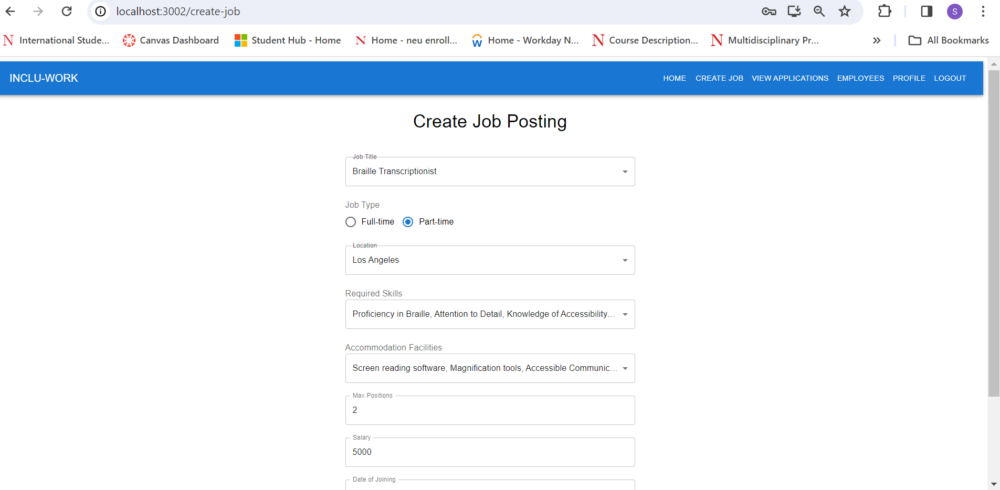 localhost:3002/create-job
S
International Stude... Canvas Dashboard Student Hub - Home Home - neu enroll... Home - Workday N... Course Description... Multidisciplinary Pr... » All Bookmarks
INCLU-WORK HOME CREATE JOB VIEW APPLICATIONS EMPLOYEES PROFILE LOGOUT
Create Job Posting
Job Title
Braille Transcriptionist
Job Type
Full-time Part-time
Location
Los Angeles
Required Skills
Proficiency in Braille, Attention to Detail, Knowledge of Accessibility...
Accommodation Facilities
Screen reading software, Magnification tools, Accessible Communic...
Max Positions
2
Salary
5000
Date of Joining